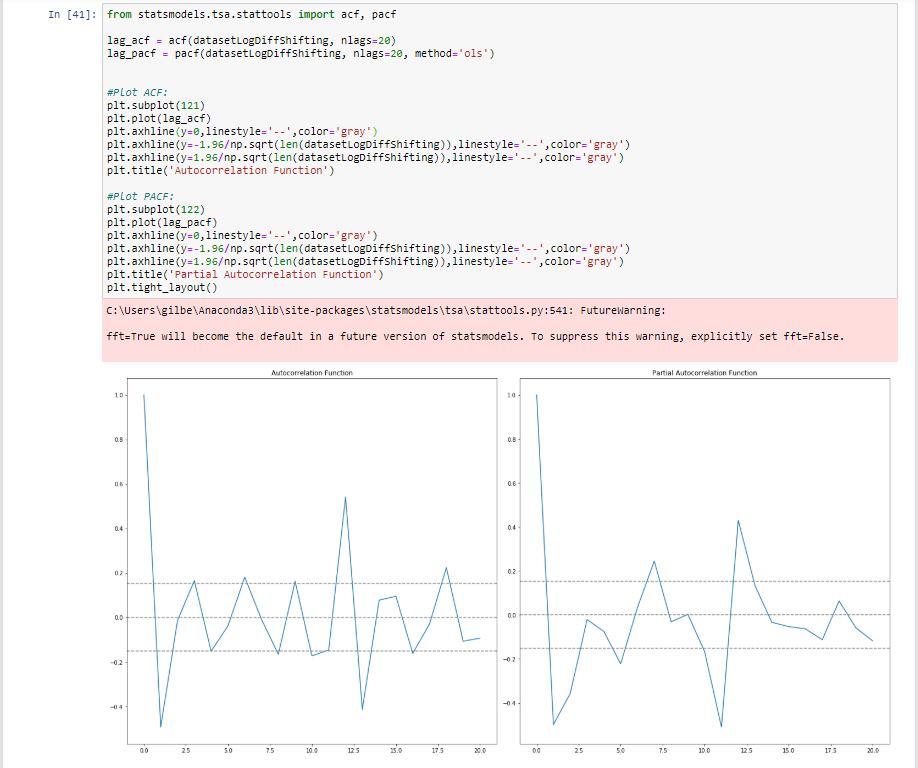 In [41]: from statsmodels.tsa.stattools import acf, pacf
lag_acf = acf(datasetLogDiffShifting, nlags=20)
lag_pacf = pacf(datasetLogDiffShifting, nlags=20, method='ols')
#Plot ACF:
plt.subplot(121)
plt.plot(lag_acf)
plt.axhline(y=0,linestyle='--',color='gray')
plt.axhline(y=-1.96/np.sqrt(len(datasetLogDiffShifting)),linestyle='--',color='gray')
plt.axhline(y=1.96/np.sqrt(len(datasetLogDiffShifting)),linestyle='--',color='gray')
plt.title('Autocorrelation Function')
#Plot PACF:
plt.subplot(122)
plt.plot(lag_pacf)
plt.axhline(y=0,linestyle='--',color='gray')
plt.axhline(y=-1.96/np.sqrt(len(datasetLogDiffShifting)),linestyle='--',color='gray')
plt.axhline(y=1.96/np.sqrt(len(datasetLogDiffShifting)),linestyle='--',color='gray')
plt.title('Partial Autocorrelation Function')
plt.tight_layout()
C:\Users\gilbe\Anaconda3\lib\site-packages\statsmodels\tsa\stattools.py:541: FutureWarning:
fft=True will become the default in a future version of statsmodels. To suppress this warning, explicitly set fft=False.
Autocorrelation Function
1.0
0.8
0.6
0.4
0.2
0.0
−0.2
−0.4
0.0 2.5 5.0 7.5 10.0 12.5 15.0 17.5 20.0
Partial Autocorrelation Function
1.0
0.8
0.6
0.4
0.2
0.0
−0.2
−0.4
0.0 2.5 5.0 7.5 10.0 12.5 15.0 17.5 20.0